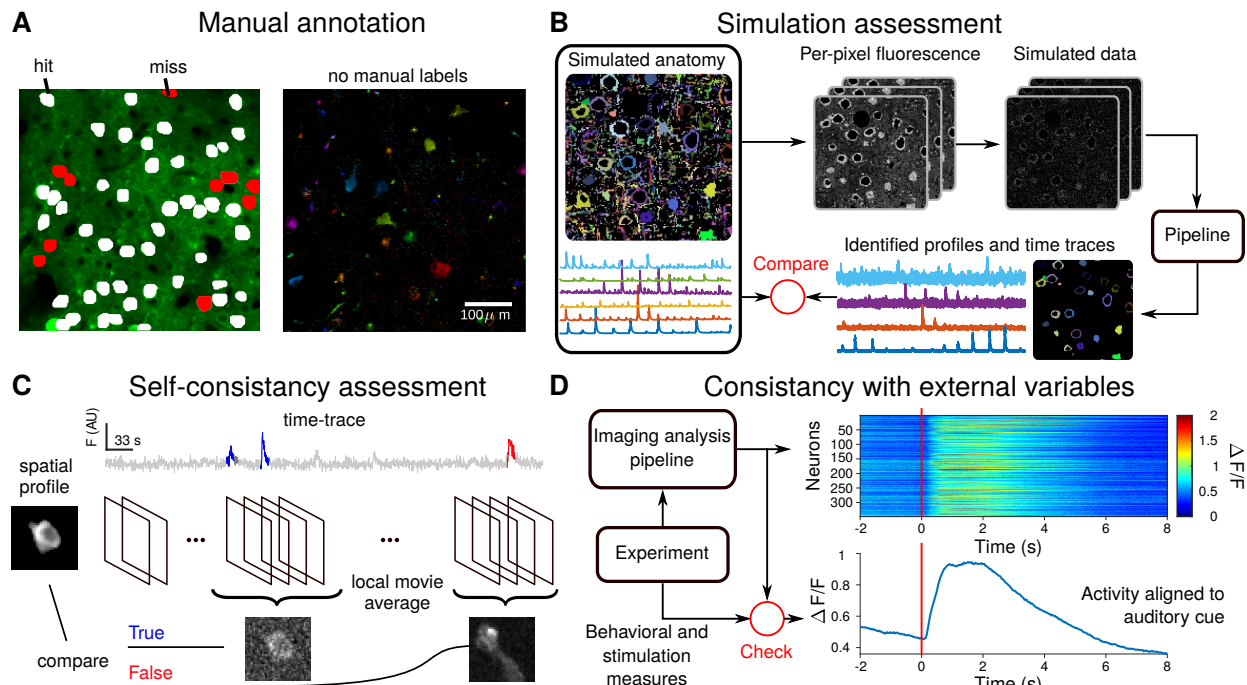 A
Manual annotation
hit
miss
no manual labels
100 μ m
B
Simulation assessment
Simulated anatomy
Per-pixel fluorescence
Simulated data
Pipeline
Identified profiles and time traces
Compare
C
Self-consistancy assessment
F (AU)
33 s
time-trace
spatial
profile
...
...
local movie
average
compare
True
False
D
Consistancy with external variables
Imaging analysis
pipeline
Experiment
Behavioral and
stimulation
measures
Check
Neurons
50
100
150
200
250
300
-2
0
2
4
6
8
Time (s)
2
1.5
1
0.5
0
Δ F/F
Δ F/F
1
0.8
0.6
0.4
-2
0
2
4
6
8
Time (s)
Activity aligned to
auditory cue